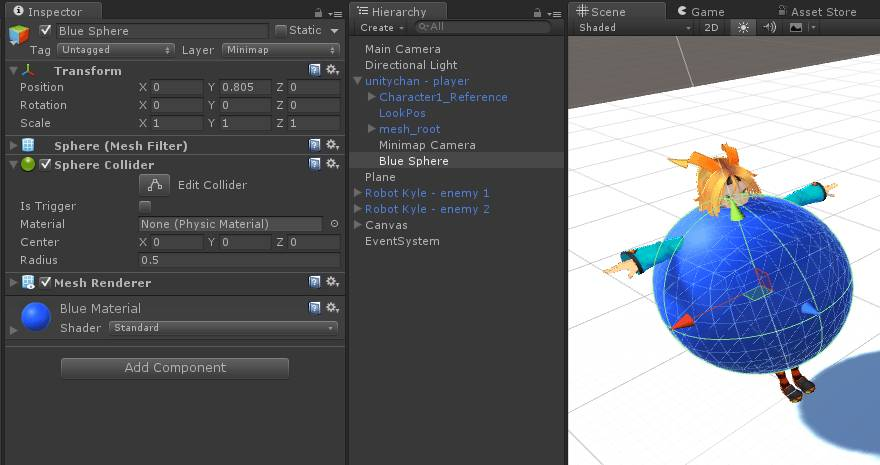 Inspector
Blue Sphere
Static
Tag Untagged Layer Minimap
Transform
Position X 0 Y 0.805 Z 0
Rotation X 0 Y 0 Z 0
Scale X 1 Y 1 Z 1
Sphere (Mesh Filter)
Sphere Collider
Edit Collider
Is Trigger
Material None (Physic Material)
Center X 0 Y 0 Z 0
Radius 0.5
Mesh Renderer
Blue Material
Shader Standard
Add Component
Hierarchy
Create All
Main Camera
Directional Light
unitychan - player
Character1_Reference
LookPos
mesh_root
Minimap Camera
Blue Sphere
Plane
Robot Kyle - enemy 1
Robot Kyle - enemy 2
Canvas
EventSystem
Scene Game Asset Store
Shaded 2D